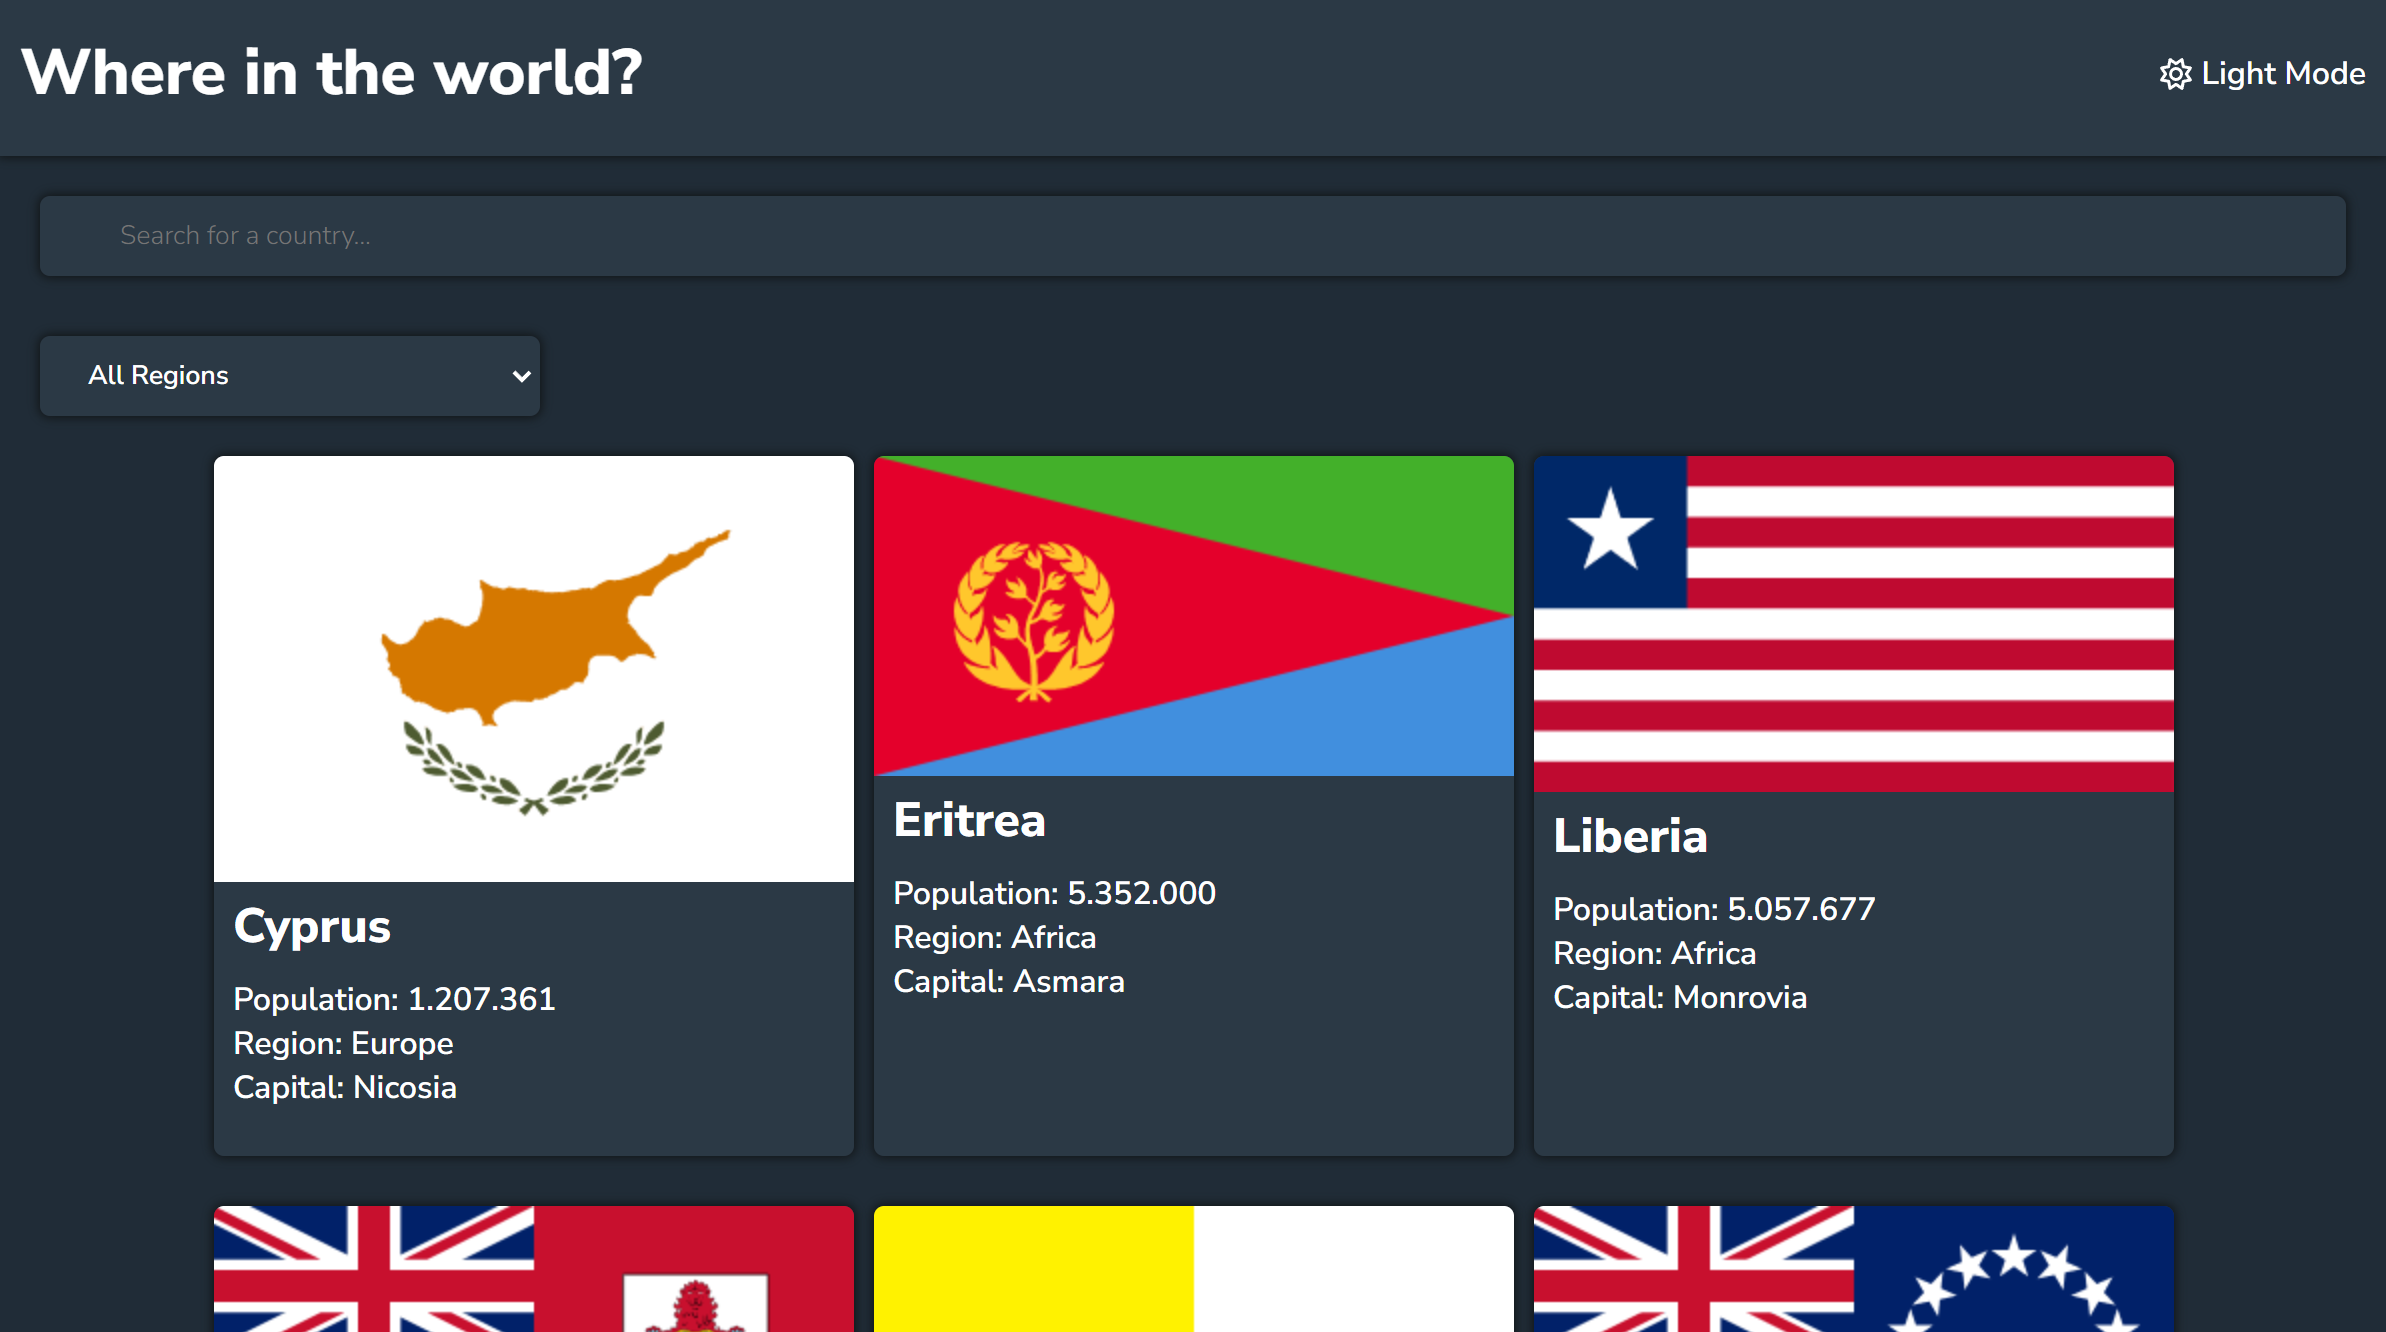 Where in the world?
Light Mode
Search for a country...
All Regions
Cyprus
Population: 1.207.361
Region: Europe
Capital: Nicosia
Eritrea
Population: 5.352.000
Region: Africa
Capital: Asmara
Liberia
Population: 5.057.677
Region: Africa
Capital: Monrovia